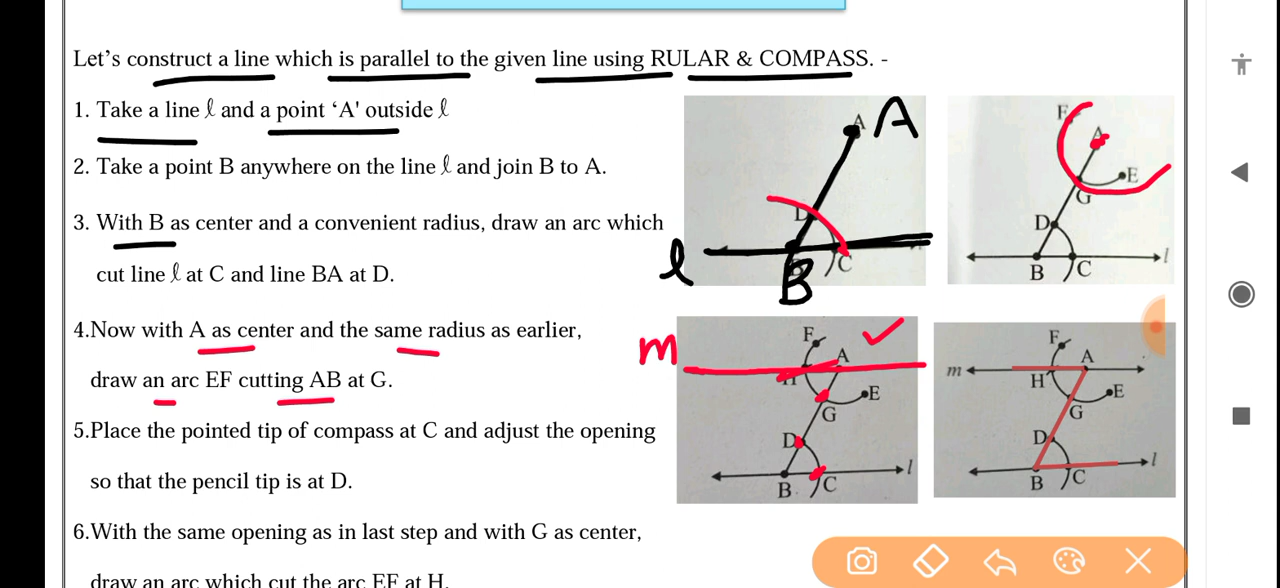 Let's construct a line which is parallel to the given line using RULAR & COMPASS. -
1. Take a line ℓ and a point ‘A' outside ℓ
2. Take a point B anywhere on the line ℓ and join B to A.
3. With B as center and a convenient radius, draw an arc which
cut line ℓ at C and line BA at D.
4.Now with A as center and the same radius as earlier,
draw an arc EF cutting AB at G.
5.Place the pointed tip of compass at C and adjust the opening
so that the pencil tip is at D.
6.With the same opening as in last step and with G as center,
draw an arc which cut the arc EF at H.
A A
D
ℓ B C
F
A
E
G
D
B C l
F
m A
H
E
G
D
B C l
F
m A
H E
G
D
B C l